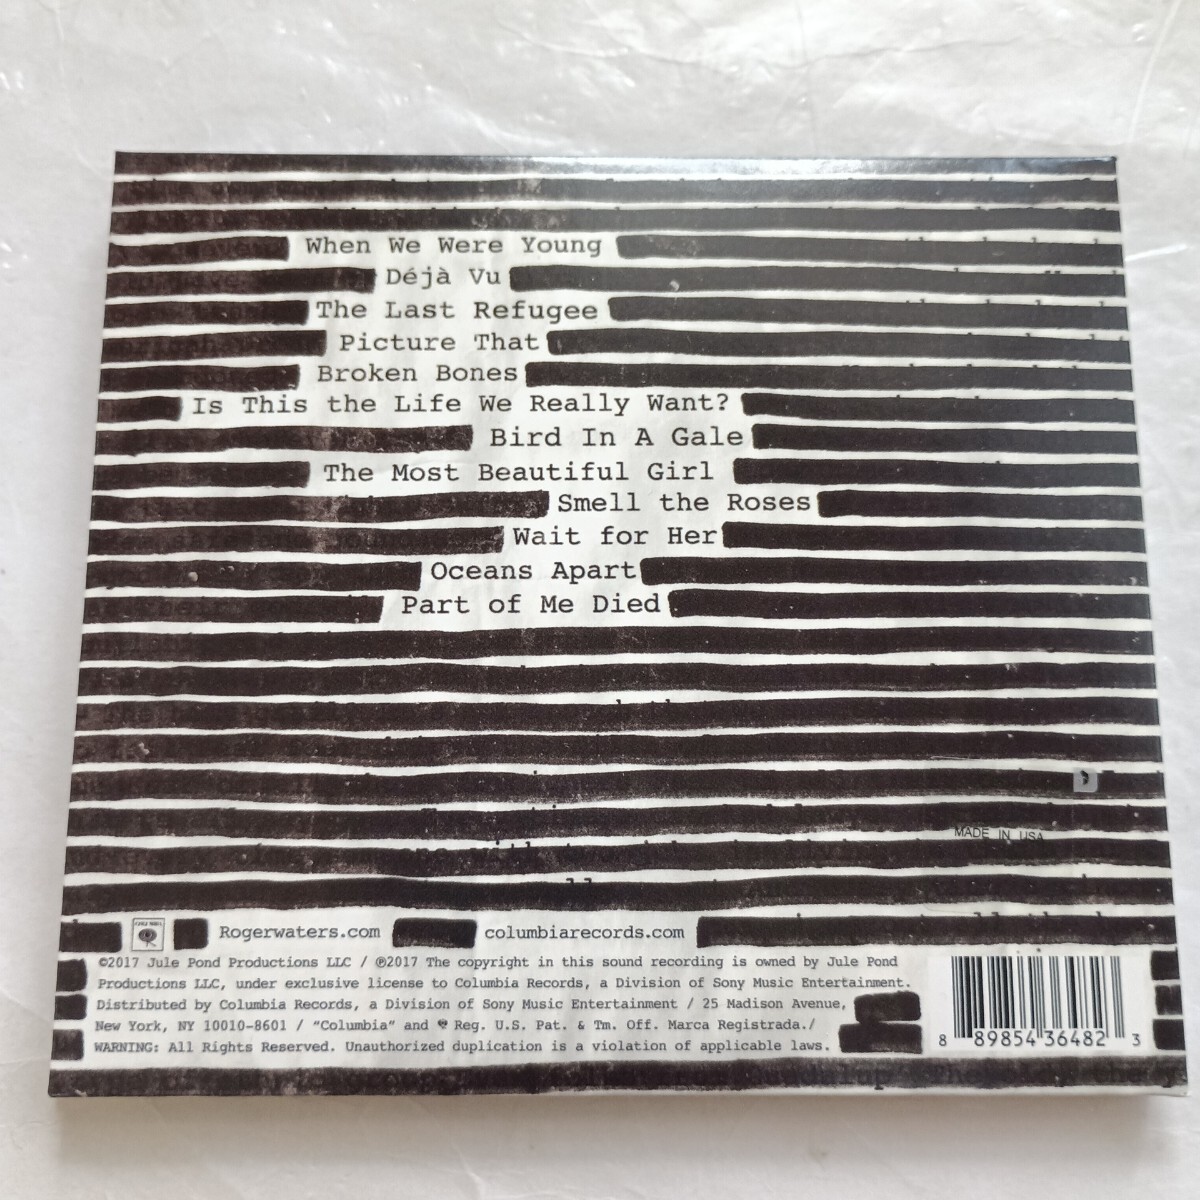 When We Were Young
Déjà Vu
The Last Refugee
Picture That
Broken Bones
Is This the Life We Really Want?
Bird In A Gale
The Most Beautiful Girl
Smell the Roses
Wait for Her
Oceans Apart
Part of Me Died
MADE IN USA
Rogerwaters.com columbiarecords.com
©2017 Jule Pond Productions LLC / ℗2017 The copyright in this sound recording is owned by Jule Pond
Productions LLC, under exclusive license to Columbia Records, a Division of Sony Music Entertainment.
Distributed by Columbia Records, a Division of Sony Music Entertainment / 25 Madison Avenue,
New York, NY 10010-8601 / "Columbia" and Reg. U.S. Pat. & Tm. Off. Marca Registrada./
WARNING: All Rights Reserved. Unauthorized duplication is a violation of applicable laws.
8 89854 36482 3